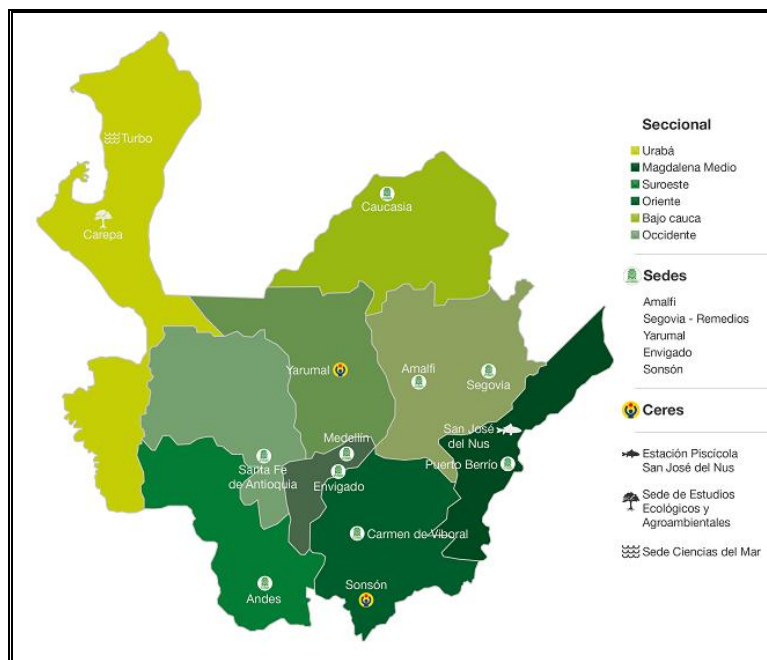 Turbo
Carepa
Caucasia
Yarumal
Amalfi
Segovia
San José
del Nus
Medellín
Santa Fe
de Antioquia
Envigado
Puerto Berrío
Carmen de Viboral
Andes
Sonsón
Seccional
Urabá
Magdalena Medio
Suroeste
Oriente
Bajo cauca
Occidente
Sedes
Amalfi
Segovia - Remedios
Yarumal
Envigado
Sonsón
Ceres
Estación Piscícola
San José del Nus
Sede de Estudios
Ecológicos y
Agroambientales
Sede Ciencias del Mar